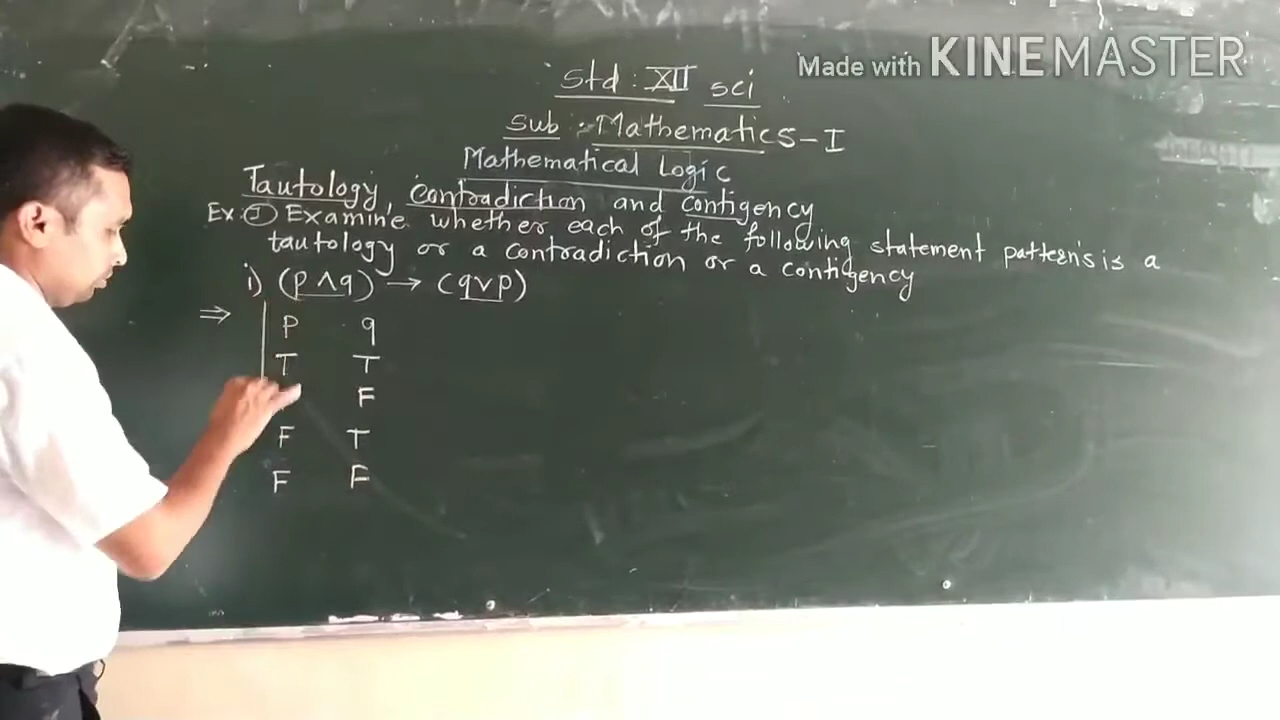 Made with KINEMASTER
Std : XII sci
Sub :- Mathematics-I
Mathematical Logic
Tautology, contradiction and contigency
Ex: ① Examine whether each of the following statement patterns is a
tautology or a contradiction or a contigency
i) (p ∧ q) → (q ∨ p)
⇒ p q
T T
F
F T
F F